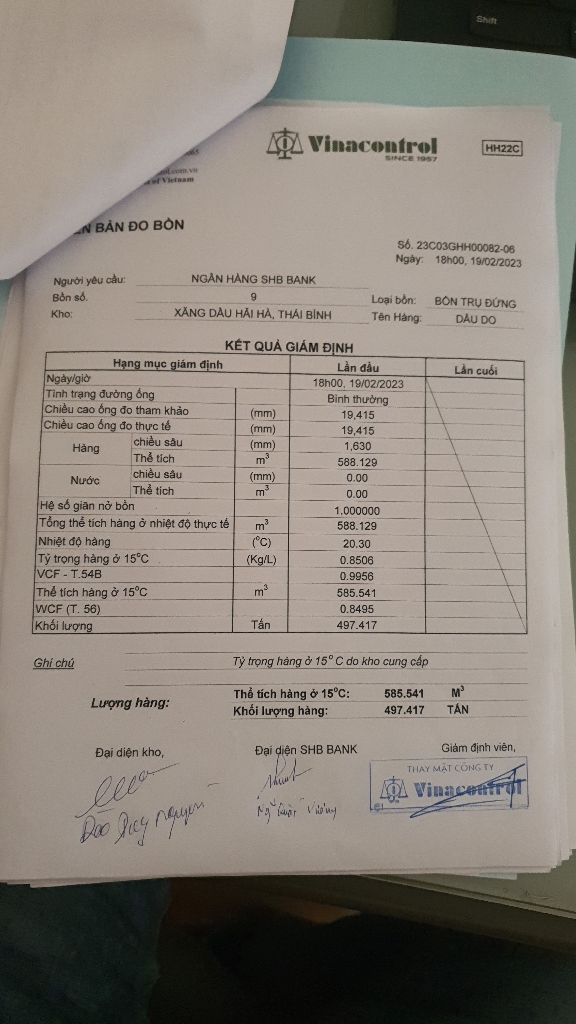 Shift
Vinacontrol
SINCE 1957
HH22C
of Vietnam
BẢN ĐO BỒN
Số. 23C03GHH00082-06
Ngày: 18h00, 19/02/2023
Người yêu cầu: NGÂN HÀNG SHB BANK
Bồn số. 9 Loại bồn: BỒN TRỤ ĐỨNG
Kho: XĂNG DẦU HẢI HÀ, THÁI BÌNH Tên Hàng: DẦU DO
KẾT QUẢ GIÁM ĐỊNH
Hạng mục giám định Lần đầu Lần cuối
Ngày/giờ 18h00, 19/02/2023
Tình trạng đường ống Bình thường
Chiều cao ống đo tham khảo (mm) 19,415
Chiều cao ống đo thực tế (mm) 19,415
Hàng chiều sâu (mm) 1,630
Thể tích m³ 588.129
Nước chiều sâu (mm) 0.00
Thể tích m³ 0.00
Hệ số giãn nở bồn 1.000000
Tổng thể tích hàng ở nhiệt độ thực tế m³ 588.129
Nhiệt độ hàng (°C) 20.30
Tỷ trọng hàng ở 15°C (Kg/L) 0.8506
VCF - T.54B 0.9956
Thể tích hàng ở 15°C m³ 585.541
WCF (T. 56) 0.8495
Khối lượng Tấn 497.417
Ghi chú Tỷ trọng hàng ở 15°C do kho cung cấp
Lượng hàng: Thể tích hàng ở 15°C: 585.541 M³
Khối lượng hàng: 497.417 TẤN
Đại diện kho, Đại diện SHB BANK Giám định viên,
THAY MẶT CÔNG TY
Vinacontrol
Đào Duy Nguyên